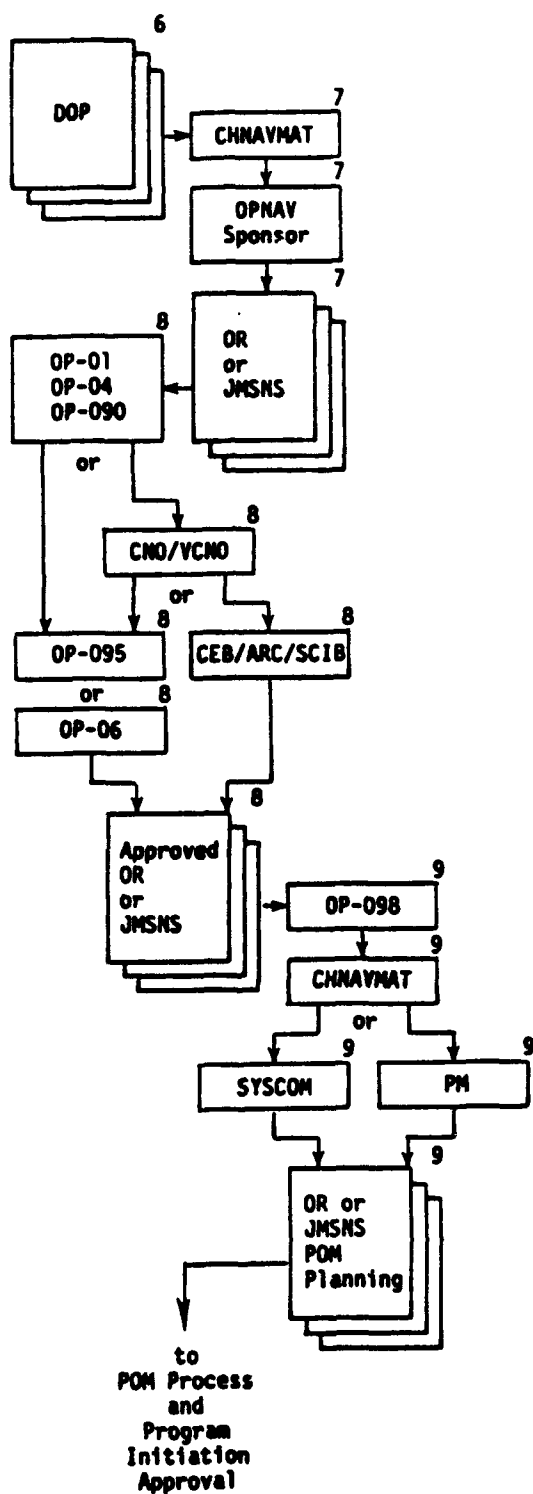 6
DOP
7
CHNAVMAT
7
OPNAV
Sponsor
7
OR
or
JMSNS
8
OP-01
OP-04
OP-090
or
8
CNO/VCNO
or
8
OP-095
8
CEB/ARC/SCIB
or
8
OP-06
8
Approved
OR
or
JMSNS
9
OP-098
9
CHNAVMAT
or
9
SYSCOM
9
PM
9
OR or
JMSNS
POM
Planning
to
POM Process
and
Program
Initiation
Approval